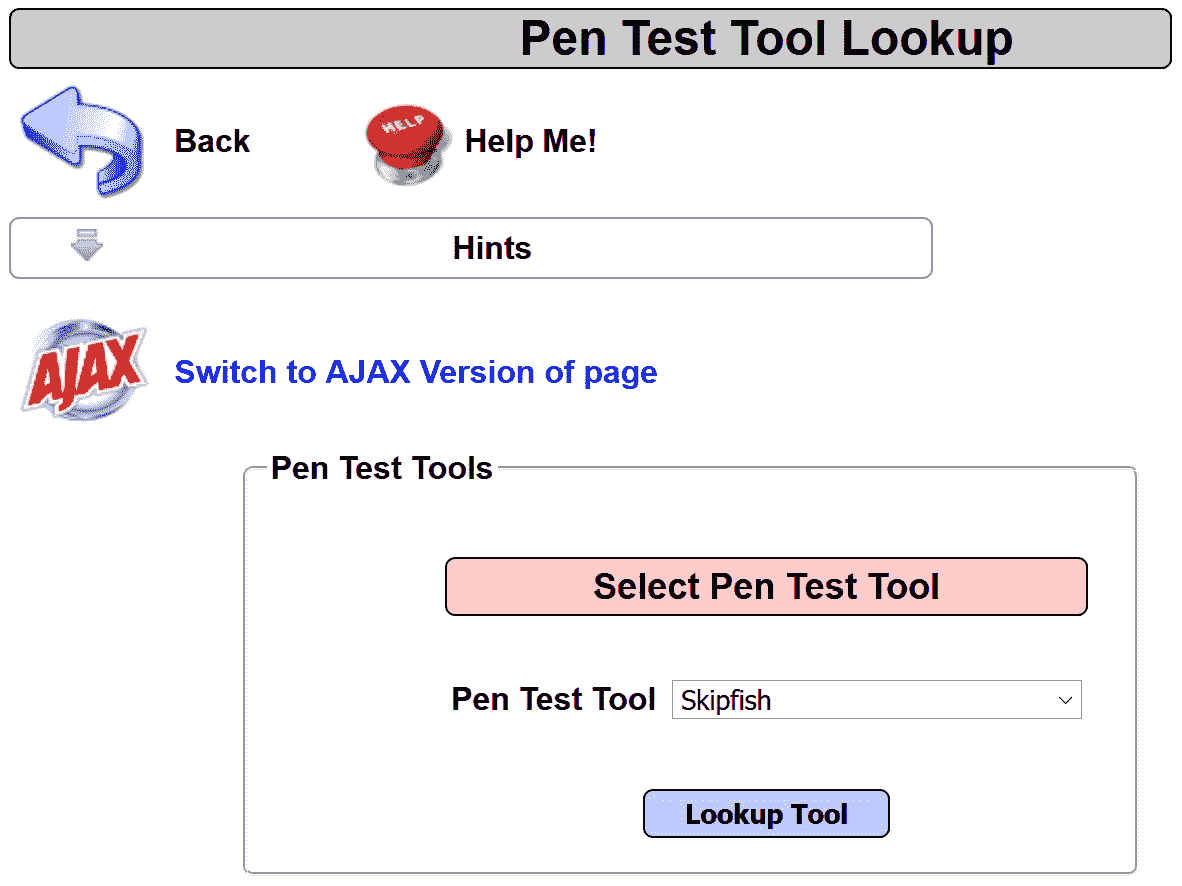 Pen Test Tool Lookup
Back
HELP
Help Me!
Hints
AJAX
Switch to AJAX Version of page
Pen Test Tools
Select Pen Test Tool
Pen Test Tool
Skipfish
Lookup Tool